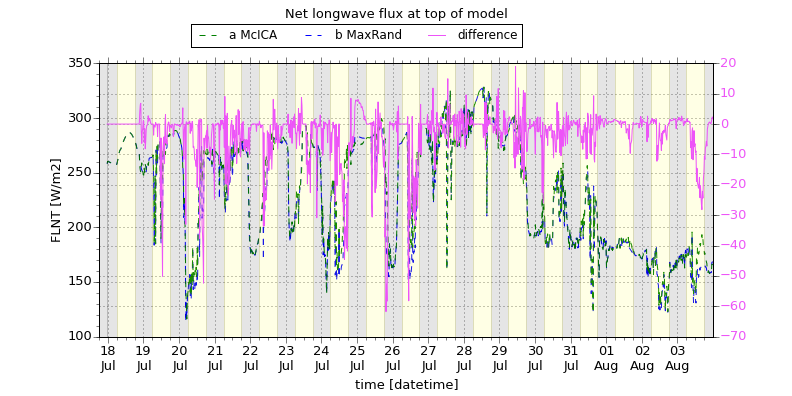 Net longwave flux at top of model
a McICA b MaxRand difference
350
300
250
200
150
100
FLNT [W/m2]
20
10
0
−10
−20
−30
−40
−50
−60
−70
18 19 20 21 22 23 24 25 26 27 28 29 30 31 01 02 03
Jul Jul Jul Jul Jul Jul Jul Jul Jul Jul Jul Jul Jul Jul Aug Aug Aug
time [datetime]